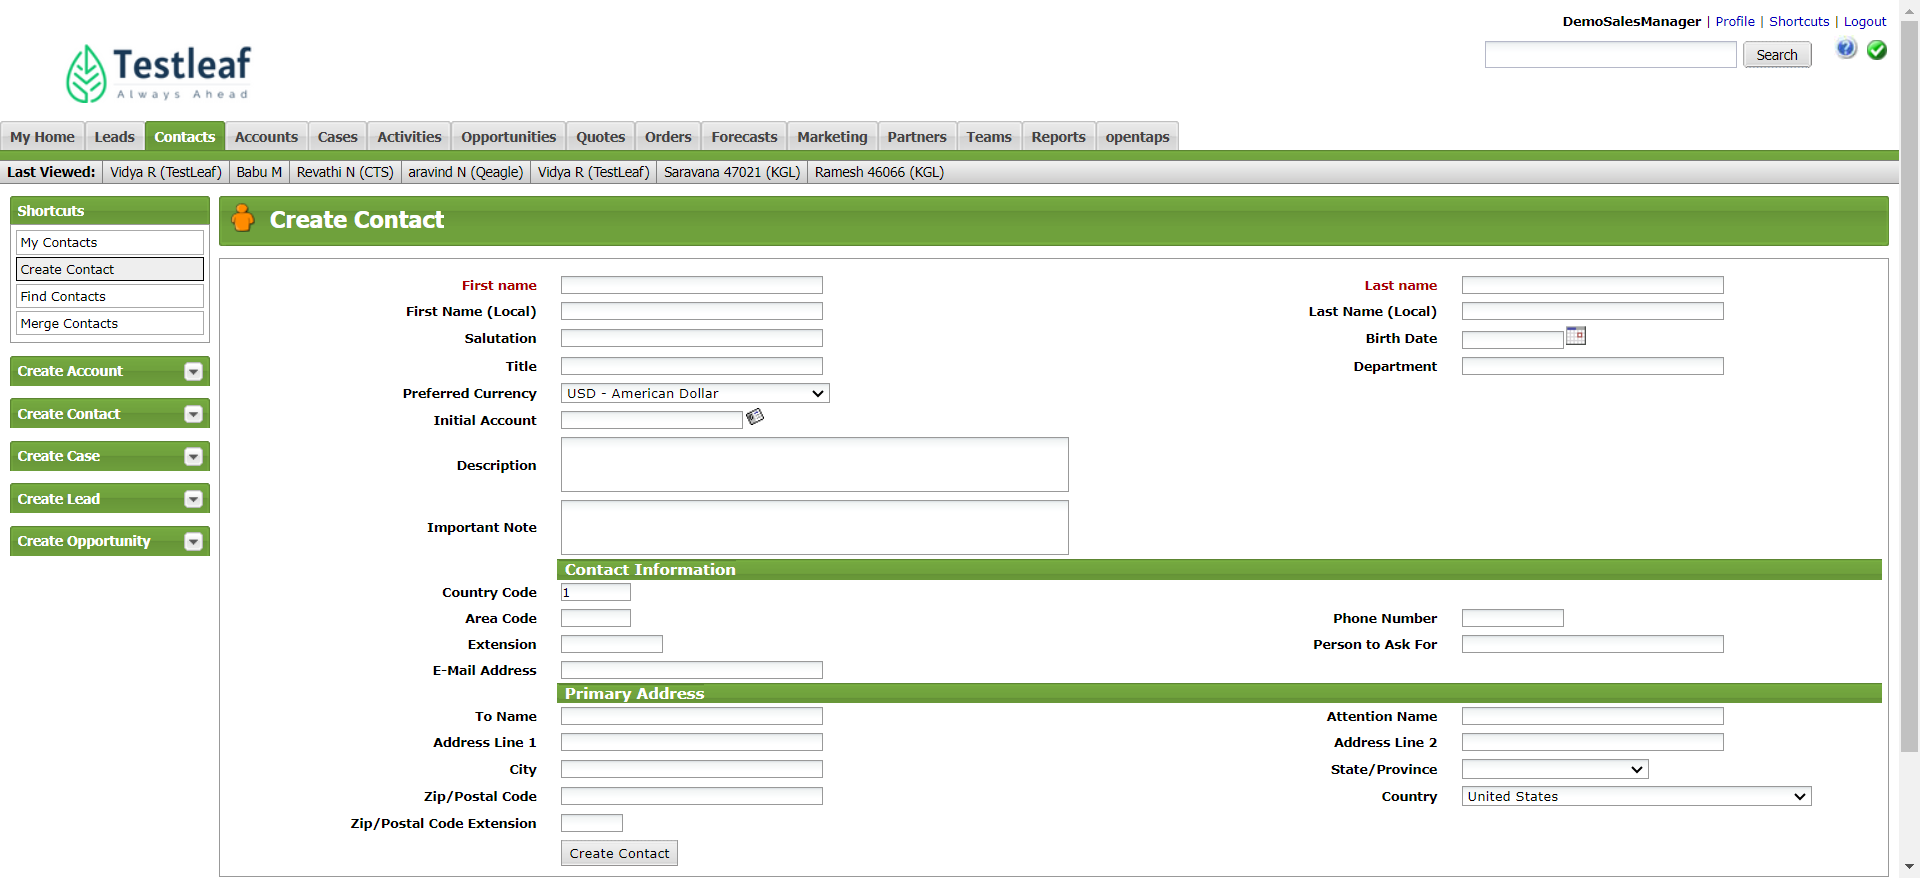 DemoSalesManager | Profile | Shortcuts | Logout
Search
Testleaf
Always Ahead
My Home Leads Contacts Accounts Cases Activities Opportunities Quotes Orders Forecasts Marketing Partners Teams Reports opentaps
Last Viewed: Vidya R (TestLeaf) Babu M Revathi N (CTS) aravind N (Qeagle) Vidya R (TestLeaf) Saravana 47021 (KGL) Ramesh 46066 (KGL)
Shortcuts
My Contacts
Create Contact
Find Contacts
Merge Contacts
Create Account
Create Contact
Create Case
Create Lead
Create Opportunity
Create Contact
First name Last name
First Name (Local) Last Name (Local)
Salutation Birth Date
Title Department
Preferred Currency USD - American Dollar
Initial Account
Description
Important Note
Contact Information
Country Code 1
Area Code Phone Number
Extension Person to Ask For
E-Mail Address
Primary Address
To Name Attention Name
Address Line 1 Address Line 2
City State/Province
Zip/Postal Code Country United States
Zip/Postal Code Extension
Create Contact